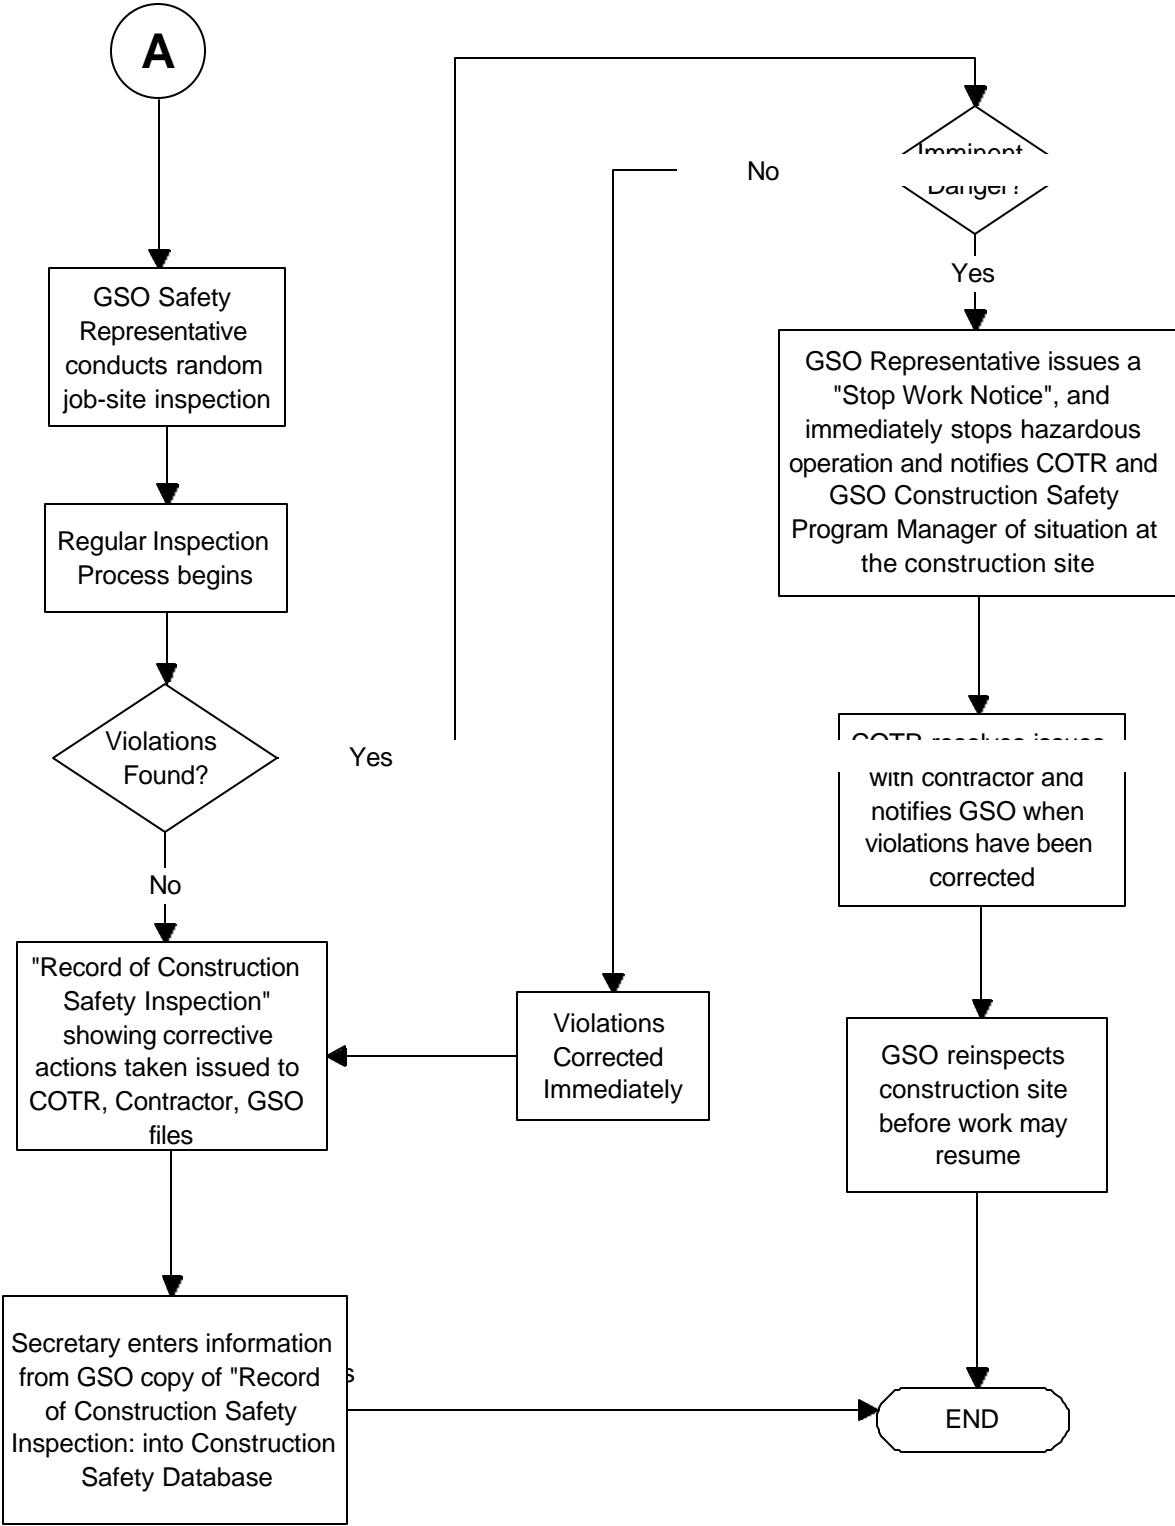 A
No
Imminent
Danger?
Yes
GSO Safety
Representative
conducts random
job-site inspection
GSO Representative issues a
"Stop Work Notice", and
immediately stops hazardous
operation and notifies COTR and
GSO Construction Safety
Program Manager of situation at
the construction site
Regular Inspection
Process begins
Violations
Found?
Yes
COTR resolves issues
with contractor and
notifies GSO when
violations have been
corrected
No
"Record of Construction
Safety Inspection"
showing corrective
actions taken issued to
COTR, Contractor, GSO
files
Violations
Corrected
Immediately
GSO reinspects
construction site
before work may
resume
Secretary enters information
from GSO copy of "Record
of Construction Safety
Inspection: into Construction
Safety Database
s
END